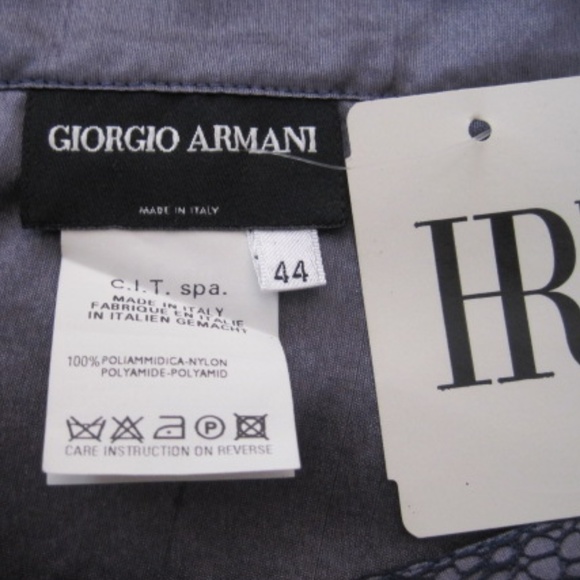 GIORGIO ARMANI
MADE IN ITALY
44
C.I.T. spa.
MADE IN ITALY
FABRIQUE EN ITALIE
IN ITALIEN GEMACHT
100% POLIAMMIDICA-NYLON
POLYAMIDE-POLYAMID
P
CARE INSTRUCTION ON REVERSE
HR